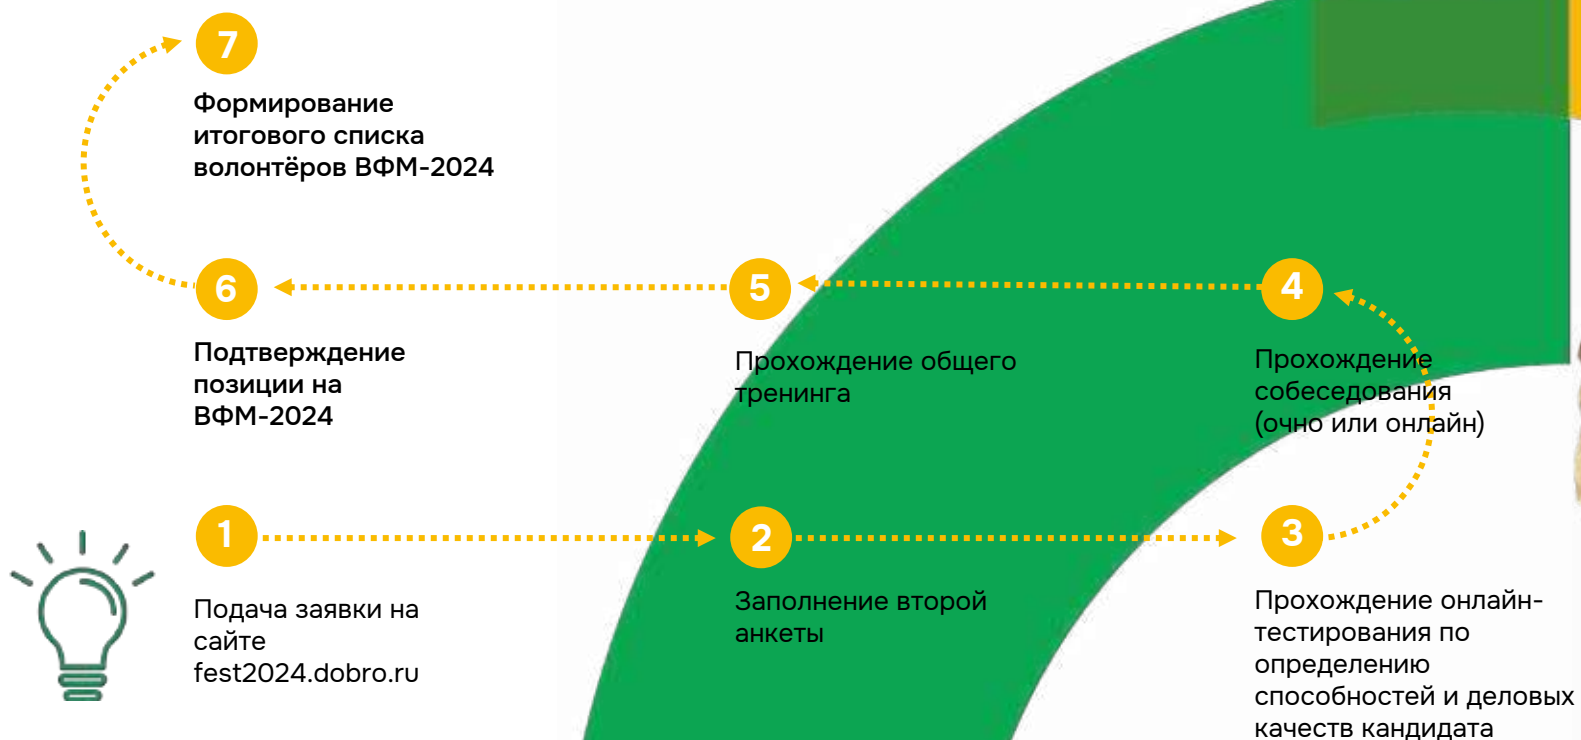 7
Формирование
итогового списка
волонтёров ВФМ-2024
6
Подтверждение
позиции на
ВФМ-2024
5
Прохождение общего
тренинга
4
Прохождение
собеседования
(очно или онлайн)
1
Подача заявки на
сайте
fest2024.dobro.ru
2
Заполнение второй
анкеты
3
Прохождение онлайн-
тестирования по
определению
способностей и деловых
качеств кандидата